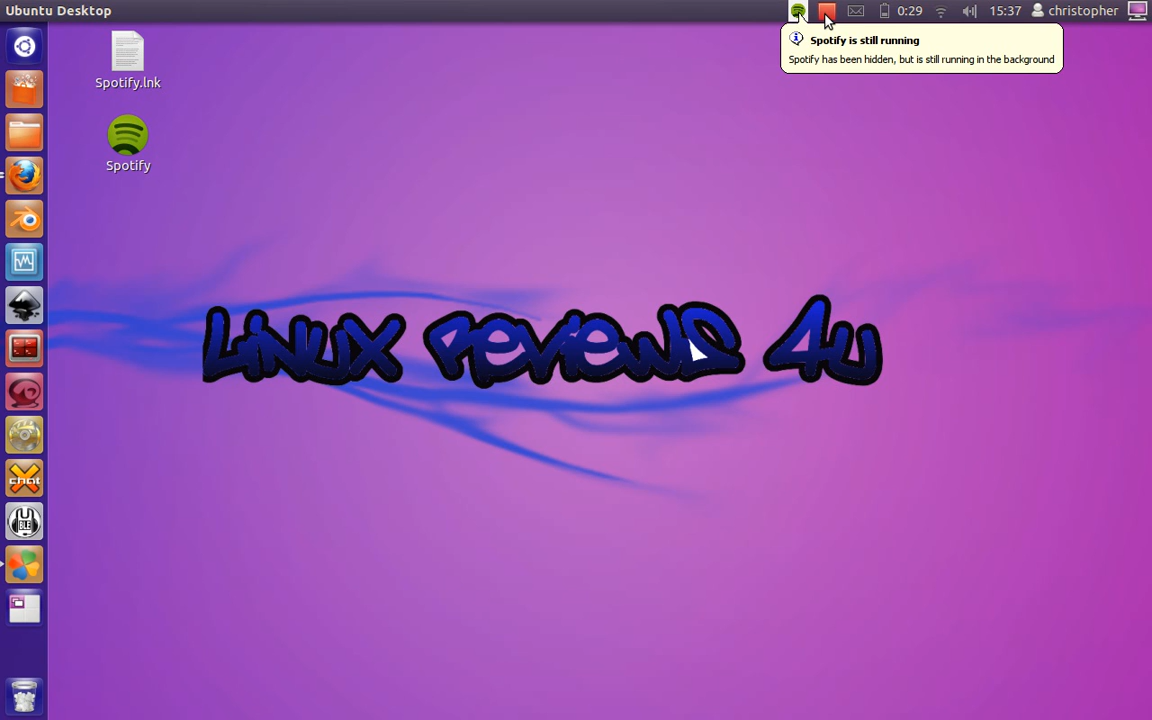 Ubuntu Desktop
0:29
15:37
christopher
Spotify is still running
Spotify has been hidden, but is still running in the background
Spotify.lnk
Spotify
Linux Reviews 4u
chat
BLE